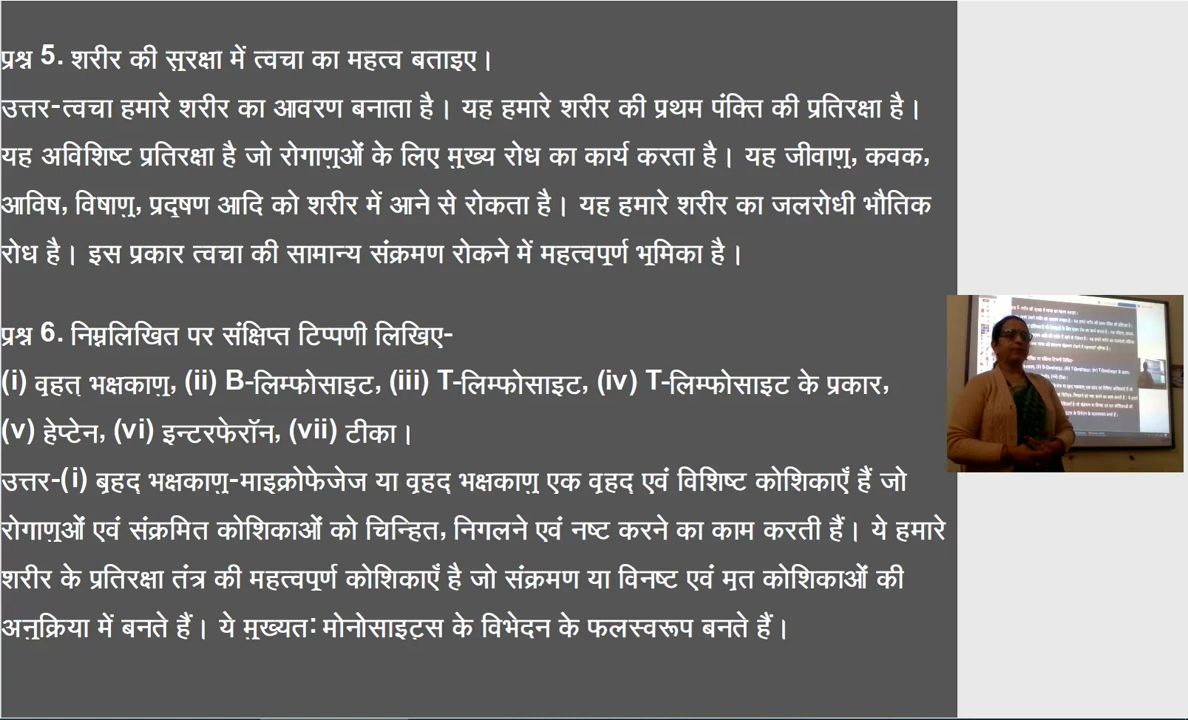 प्रश्न 5. शरीर की सुरक्षा में त्वचा का महत्व बताइए।
उत्तर-त्वचा हमारे शरीर का आवरण बनाता है। यह हमारे शरीर की प्रथम पंक्ति की प्रतिरक्षा है।
यह अविशिष्ट प्रतिरक्षा है जो रोगाणुओं के लिए मुख्य रोध का कार्य करता है। यह जीवाणु, कवक,
आविष, विषाणु, प्रदूषण आदि को शरीर में आने से रोकता है। यह हमारे शरीर का जलरोधी भौतिक
रोध है। इस प्रकार त्वचा की सामान्य संक्रमण रोकने में महत्वपूर्ण भूमिका है।
प्रश्न 6. निम्नलिखित पर संक्षिप्त टिप्पणी लिखिए-
(i) वृहत् भक्षकाणु, (ii) B-लिम्फोसाइट, (iii) T-लिम्फोसाइट, (iv) T-लिम्फोसाइट के प्रकार,
(v) हेप्टेन, (vi) इन्टरफेरॉन, (vii) टीका।
उत्तर-(i) बृहद भक्षकाणु-माइक्रोफेजेज या वृहद भक्षकाणु एक वृहद एवं विशिष्ट कोशिकाएँ हैं जो
रोगाणुओं एवं संक्रमित कोशिकाओं को चिन्हित, निगलने एवं नष्ट करने का काम करती हैं। ये हमारे
शरीर के प्रतिरक्षा तंत्र की महत्वपूर्ण कोशिकाएँ है जो संक्रमण या विनष्ट एवं मृत कोशिकाओं की
अनुक्रिया में बनते हैं। ये मुख्यत: मोनोसाइट्स के विभेदन के फलस्वरूप बनते हैं।